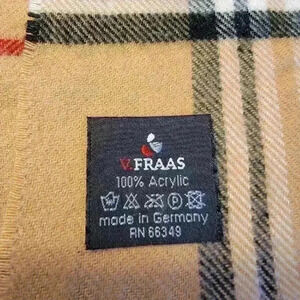 V.FRAAS
100% Acrylic
made in Germany
RN 66349